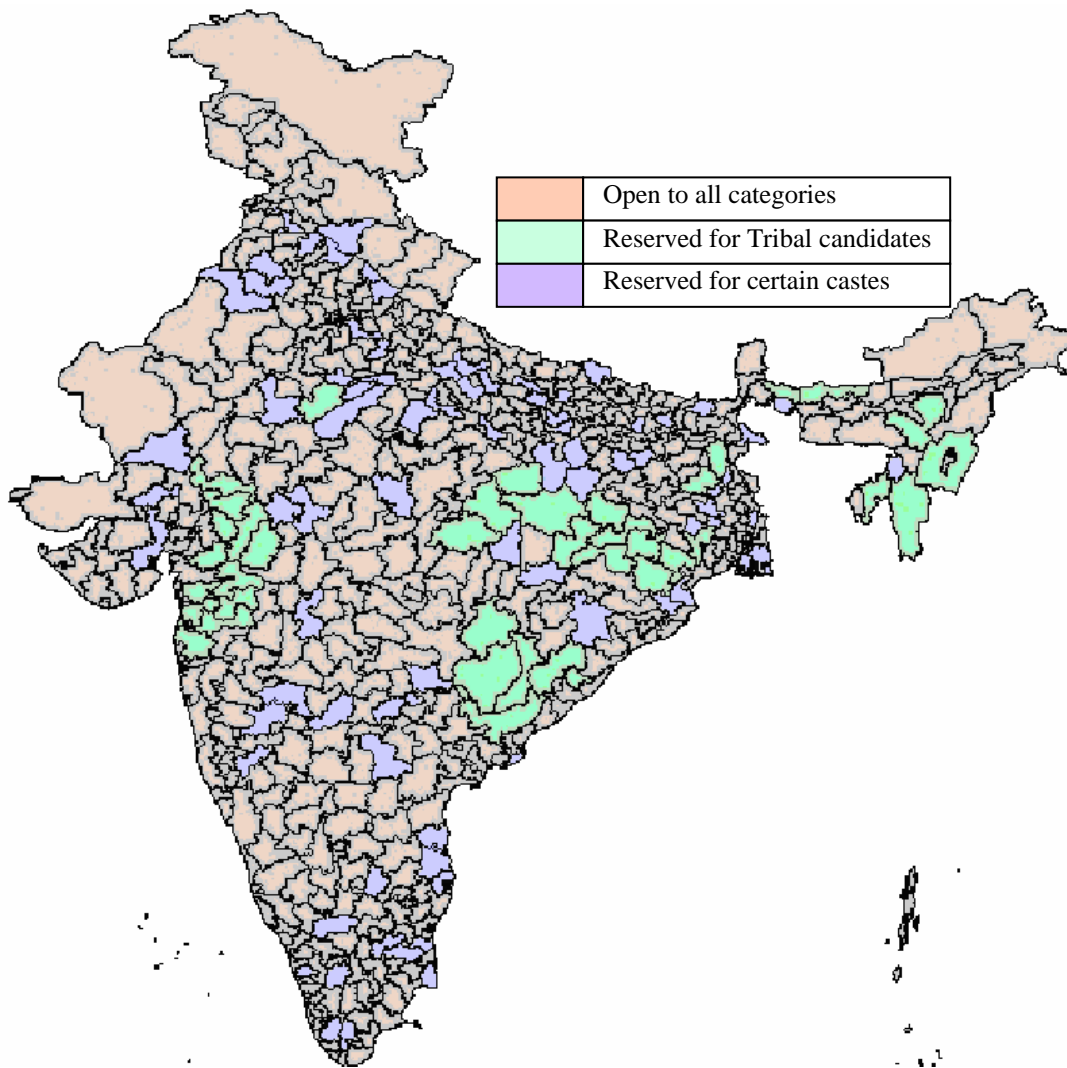 Open to all categories
Reserved for Tribal candidates
Reserved for certain castes